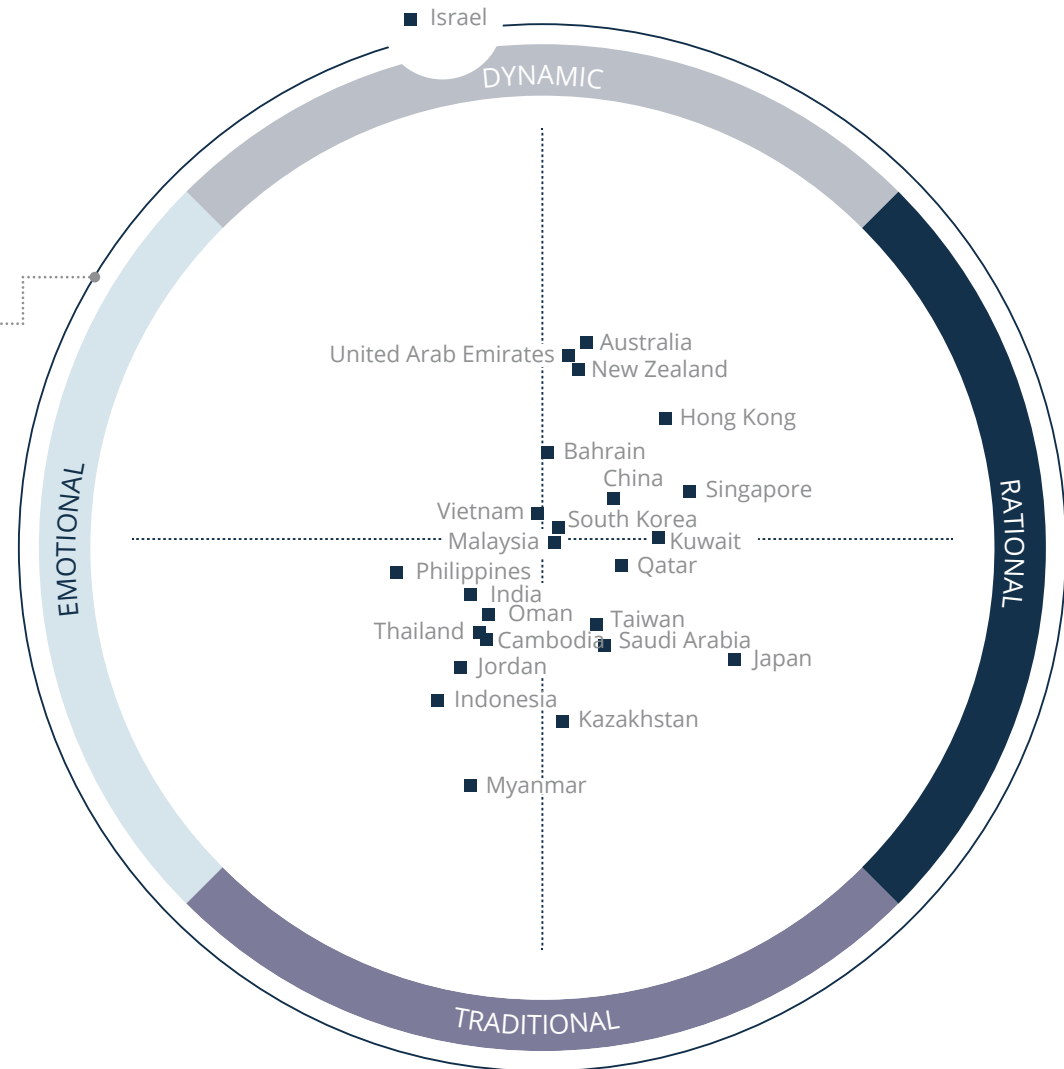 Israel
DYNAMIC
Australia
United Arab Emirates
New Zealand
Hong Kong
Bahrain
China
Singapore
Vietnam
South Korea
Malaysia
Kuwait
EMOTIONAL
RATIONAL
Qatar
Philippines
India
Oman
Taiwan
Thailand
Cambodia
Saudi Arabia
Japan
Jordan
Indonesia
Kazakhstan
Myanmar
TRADITIONAL